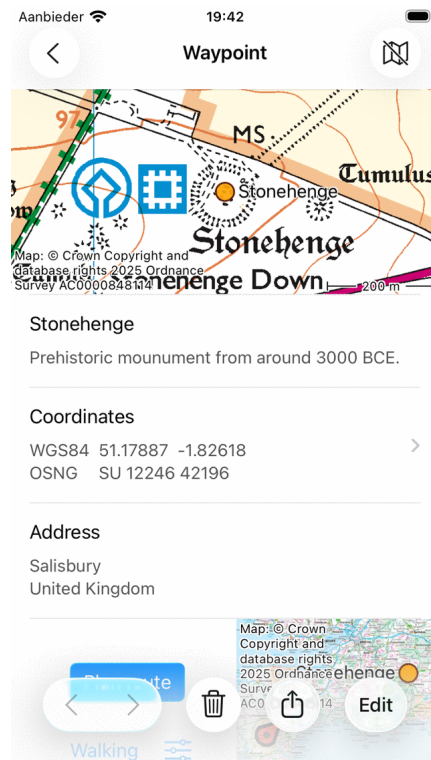 Aanbieder
19:42
Waypoint
97
MS
Tumulus
Stonehenge
Stonehenge
Stonehenge Down
Map: © Crown Copyright and
database rights 2025 Ordnance
Survey AC0000848114
200 m
Stonehenge
Prehistoric mounument from around 3000 BCE.
Coordinates
WGS84 51.17887 -1.82618
OSNG SU 12246 42196
Address
Salisbury
United Kingdom
Map: © Crown
Copyright and
database rights
2025 Ordnance
Edit
Walking